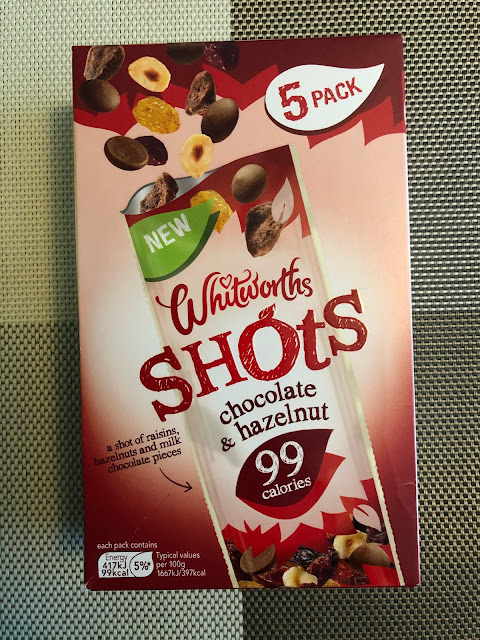 5 PACK
NEW
Whitworths
SHOtS
chocolate
& hazelnut
99
calories
a shot of raisins,
hazelnuts and milk
chocolate pieces
each pack contains
Energy
417kJ
99kcal
5%*
Typical values
per 100g
1667kJ/397kcal